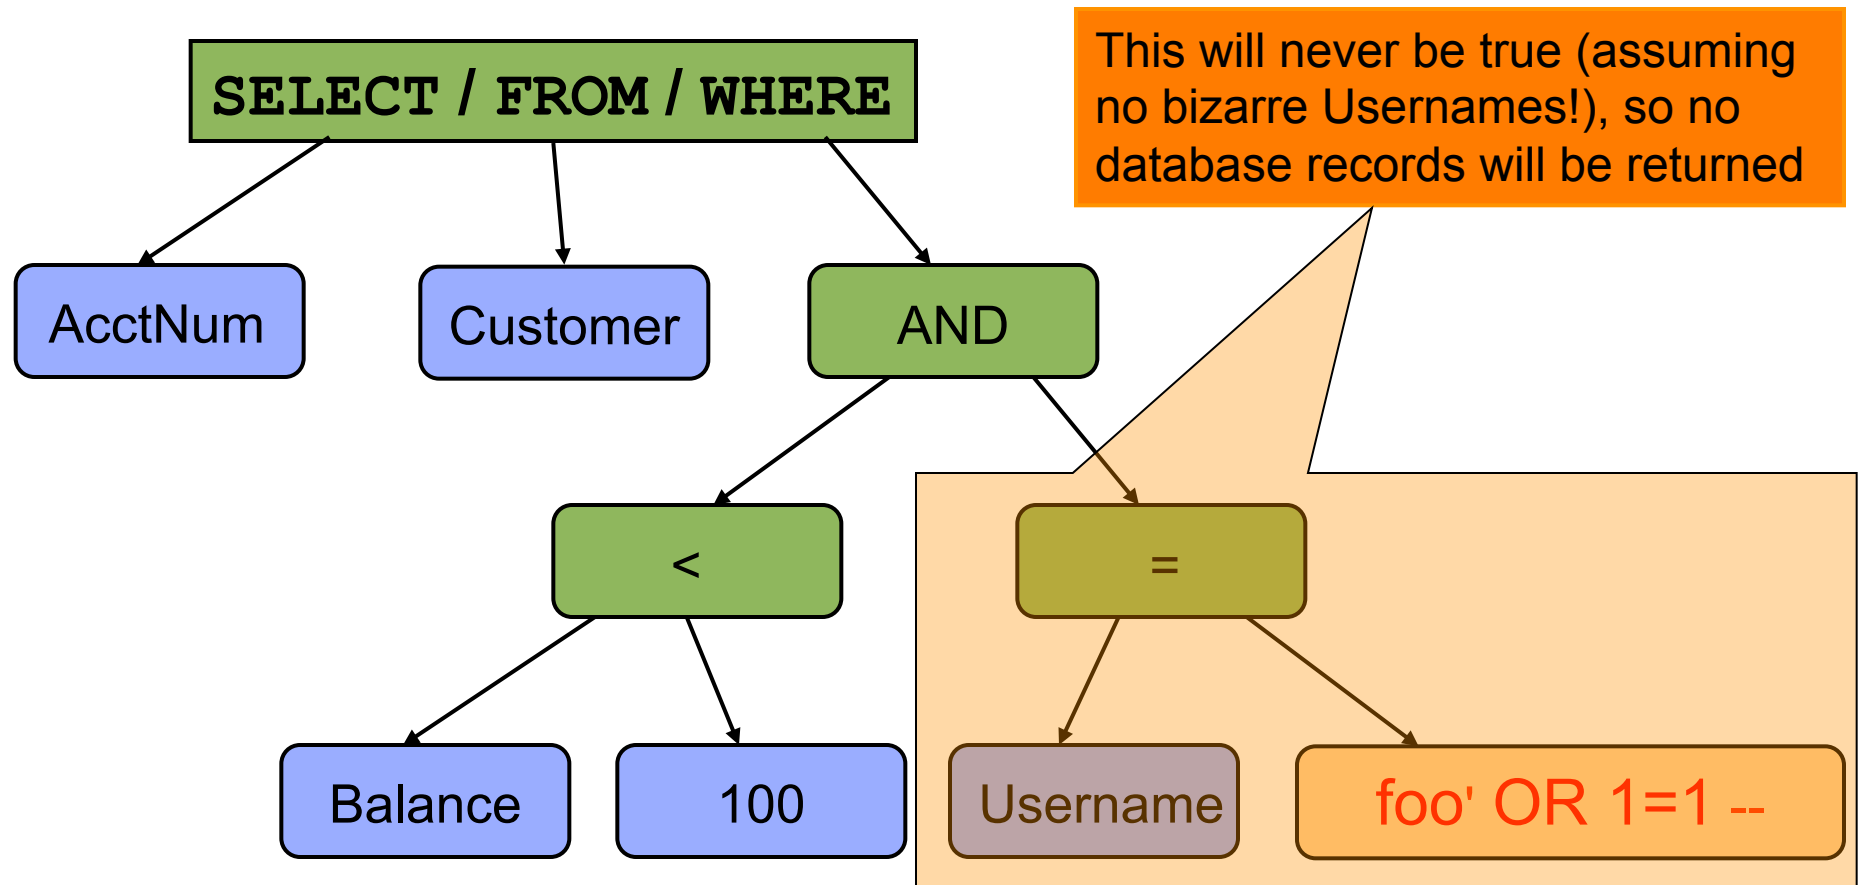 SELECT / FROM / WHERE
This will never be true (assuming
no bizarre Usernames!), so no
database records will be returned
AcctNum
Customer
AND
<
=
Balance
100
Username
foo' OR 1=1 --